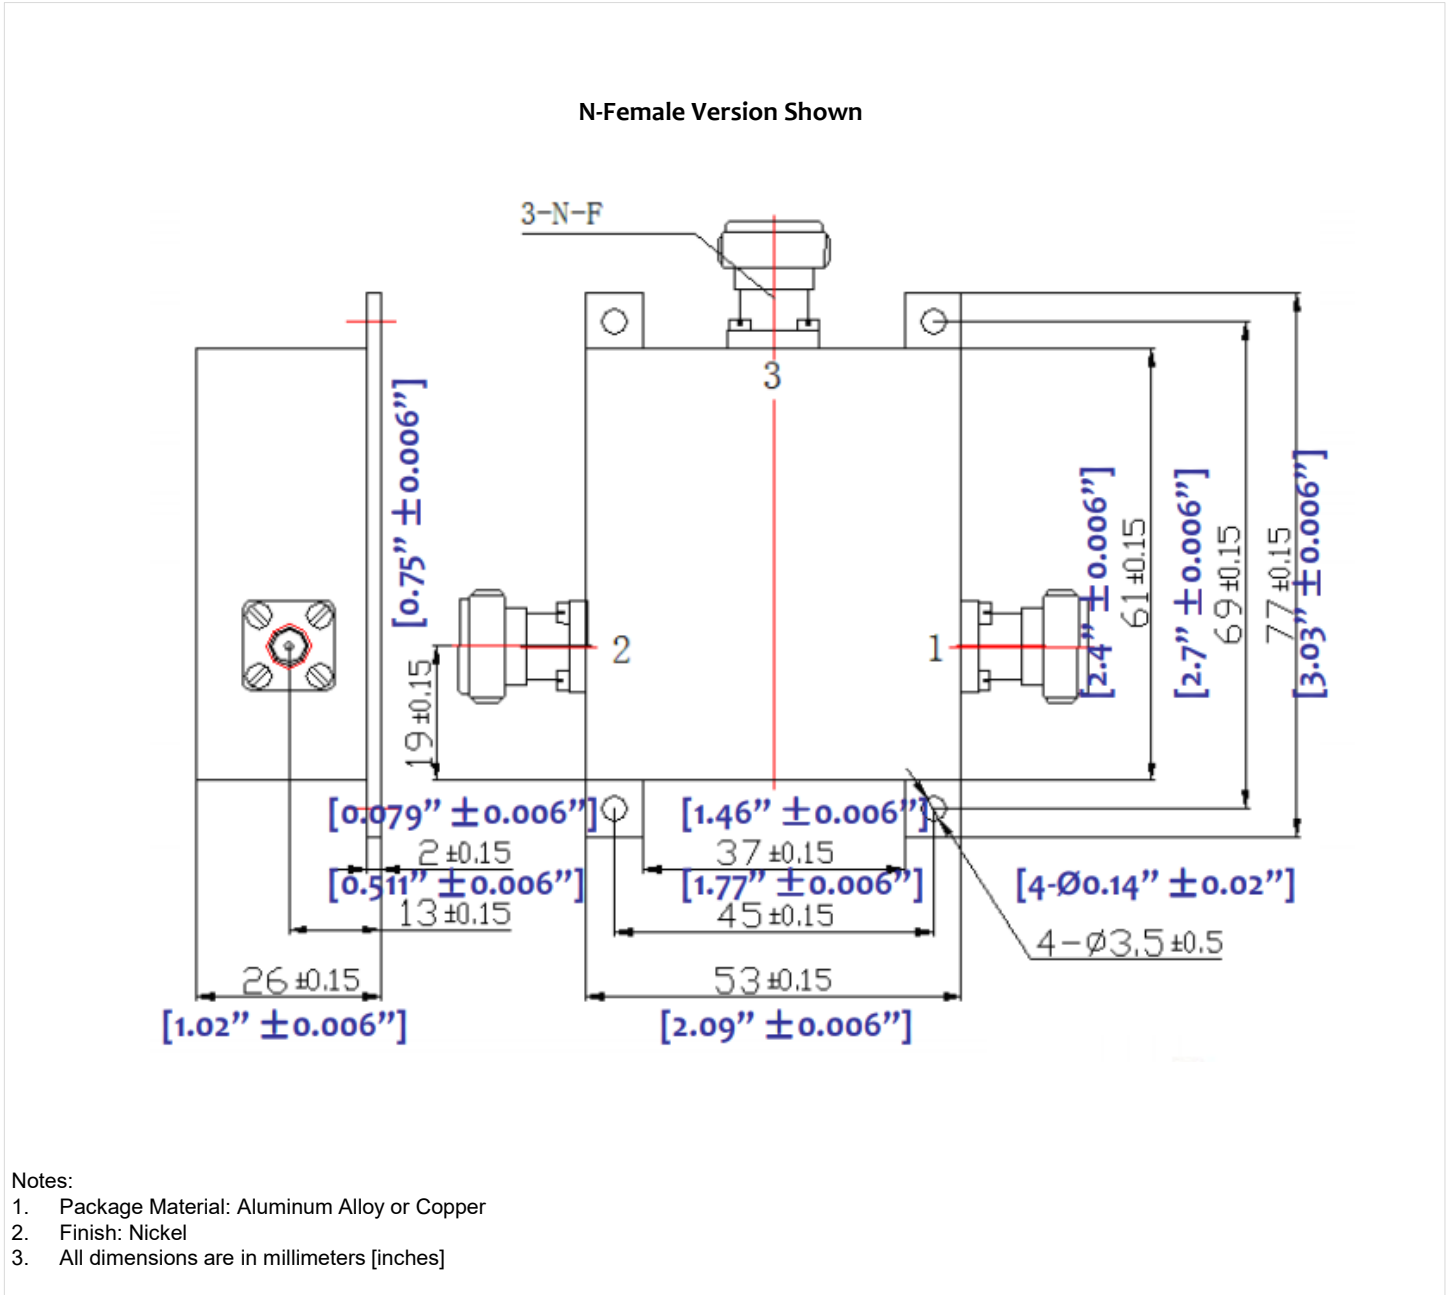 N-Female Version Shown
3-N-F
3
[0.75” ±0.006”]
19±0.15
2
1
[2.4” ±0.006”]
61±0.15
[2.7” ±0.006”]
69±0.15
77±0.15
[3.03” ±0.006”]
[0.079” ±0.006”]
2±0.15
[0.511” ±0.006”]
13±0.15
26±0.15
[1.02” ±0.006”]
[1.46” ±0.006”]
37±0.15
[1.77” ±0.006”]
45±0.15
53±0.15
[2.09” ±0.006”]
[4-Ø0.14” ±0.02”]
4-Ø3.5±0.5
Notes:
1. Package Material: Aluminum Alloy or Copper
2. Finish: Nickel
3. All dimensions are in millimeters [inches]